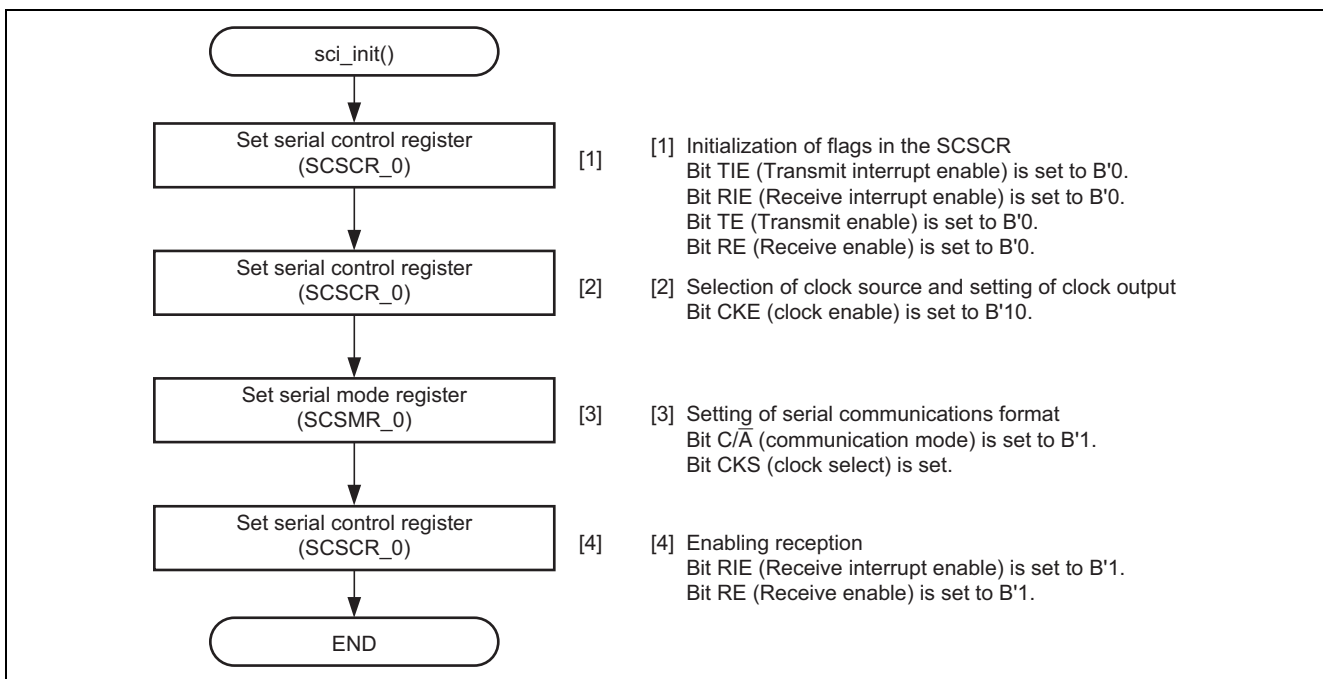 sci_init()
Set serial control register
(SCSCR_0)
[1]
[1] Initialization of flags in the SCSCR
Bit TIE (Transmit interrupt enable) is set to B'0.
Bit RIE (Receive interrupt enable) is set to B'0.
Bit TE (Transmit enable) is set to B'0.
Bit RE (Receive enable) is set to B'0.
Set serial control register
(SCSCR_0)
[2]
[2] Selection of clock source and setting of clock output
Bit CKE (clock enable) is set to B'10.
Set serial mode register
(SCSMR_0)
[3]
[3] Setting of serial communications format
Bit C/A̅ (communication mode) is set to B'1.
Bit CKS (clock select) is set.
Set serial control register
(SCSCR_0)
[4]
[4] Enabling reception
Bit RIE (Receive interrupt enable) is set to B'1.
Bit RE (Receive enable) is set to B'1.
END